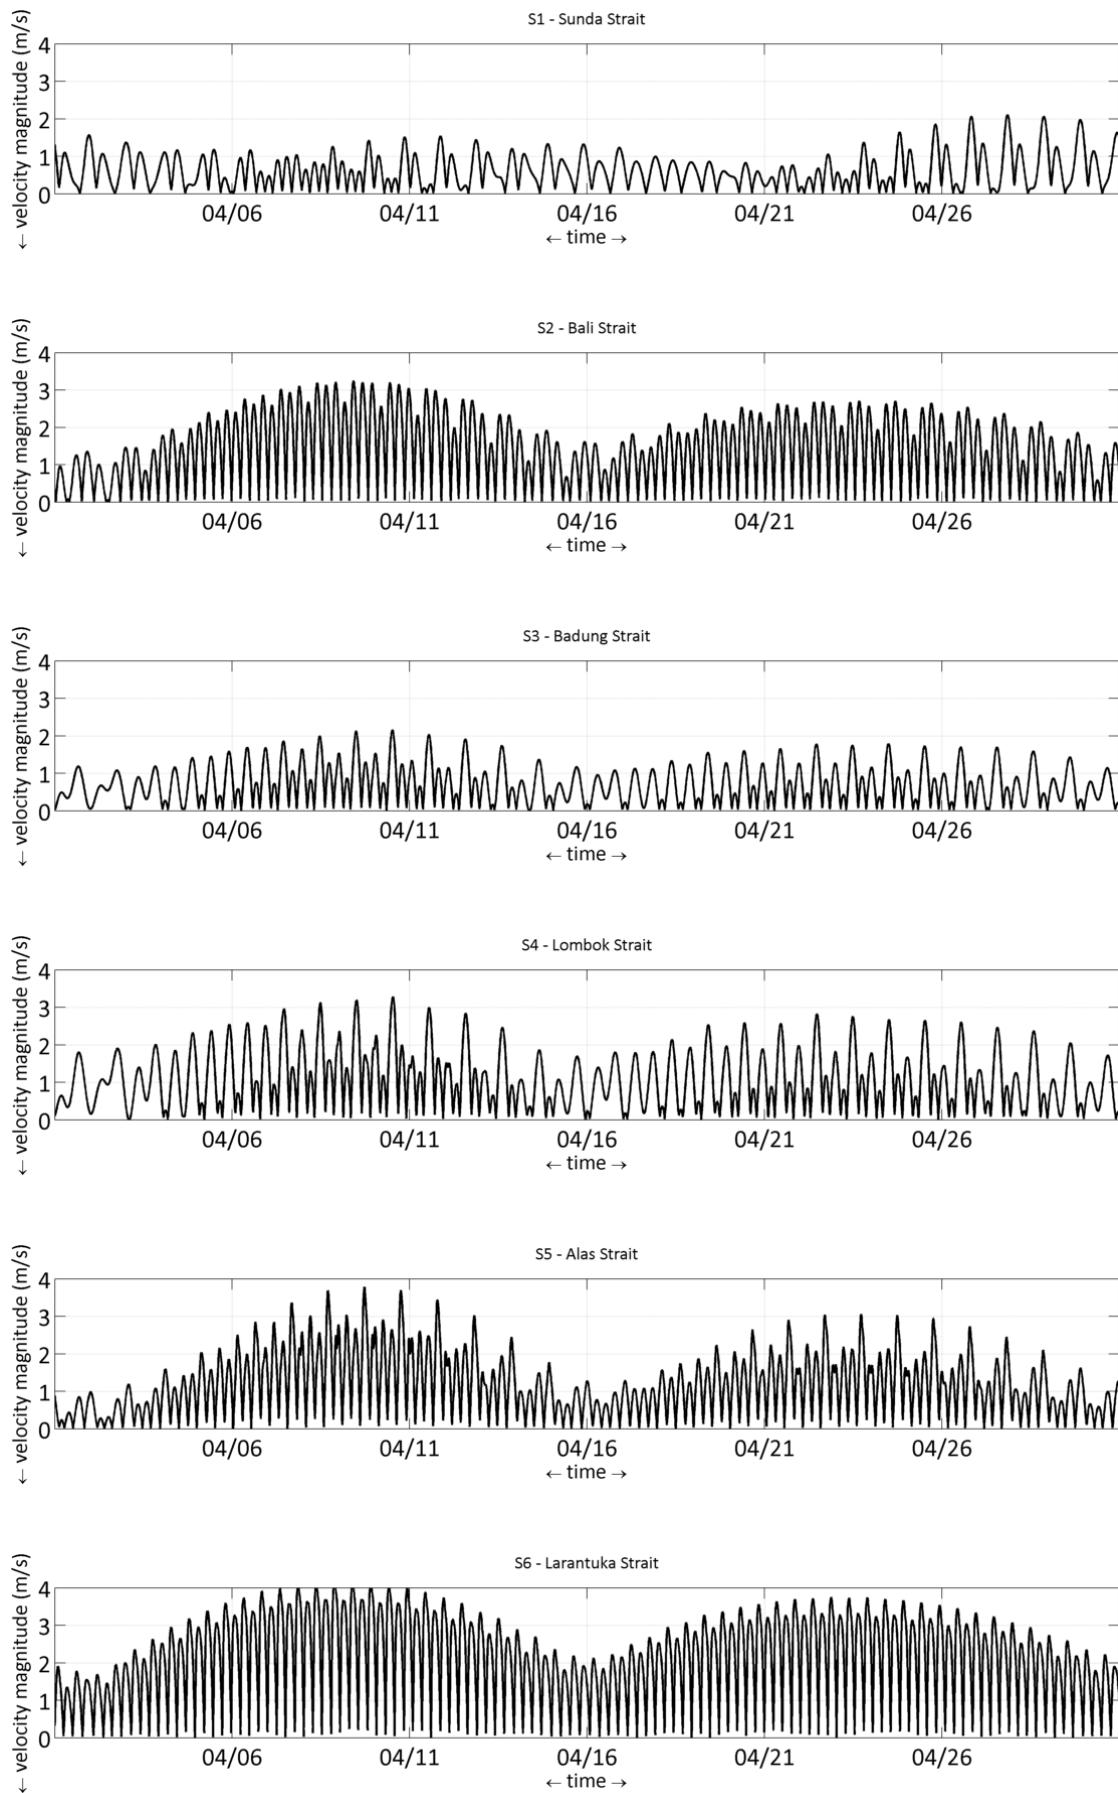 S1 - Sunda Strait
← velocity magnitude (m/s)
4
3
2
1
0
04/06 04/11 04/16 04/21 04/26
← time →
S2 - Bali Strait
← velocity magnitude (m/s)
4
3
2
1
0
04/06 04/11 04/16 04/21 04/26
← time →
S3 - Badung Strait
← velocity magnitude (m/s)
4
3
2
1
0
04/06 04/11 04/16 04/21 04/26
← time →
S4 - Lombok Strait
← velocity magnitude (m/s)
4
3
2
1
0
04/06 04/11 04/16 04/21 04/26
← time →
S5 - Alas Strait
← velocity magnitude (m/s)
4
3
2
1
0
04/06 04/11 04/16 04/21 04/26
← time →
S6 - Larantuka Strait
← velocity magnitude (m/s)
4
3
2
1
0
04/06 04/11 04/16 04/21 04/26
← time →